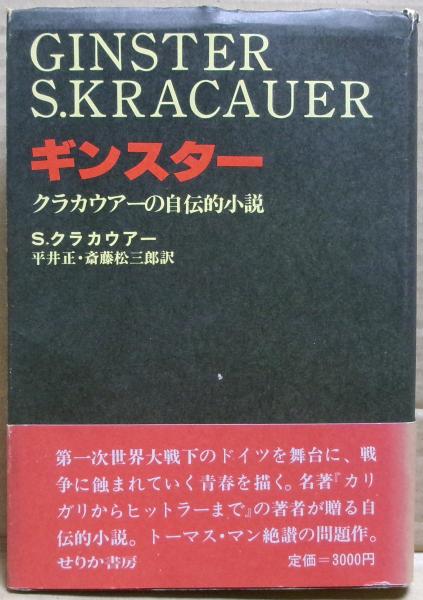 GINSTER
S.KRACAUER
ギンスター
クラカウアーの自伝的小説
S.クラカウアー
平井正・斎藤松三郎訳
第一次世界大戦下のドイツを舞台に、戦
争に蝕まれていく青春を描く。名著『カリ
ガリからヒットラーまで』の著者が贈る自
伝的小説。トーマス・マン絶讃の問題作。
せりか書房
定価＝3000円